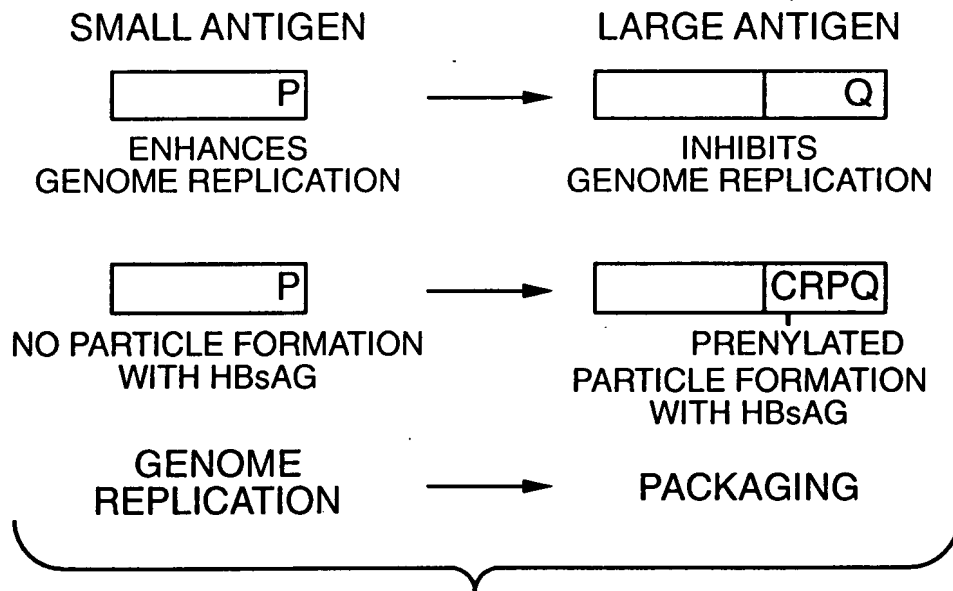 SMALL ANTIGEN
LARGE ANTIGEN
P
Q
ENHANCES
GENOME REPLICATION
INHIBITS
GENOME REPLICATION
P
CRPQ
NO PARTICLE FORMATION
WITH HBsAG
PRENYLATED
PARTICLE FORMATION
WITH HBsAG
GENOME
REPLICATION
PACKAGING